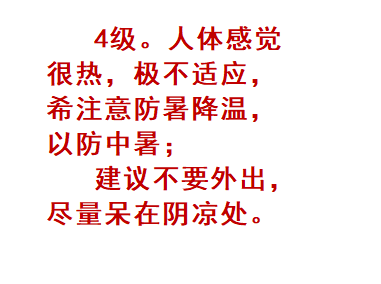 4级。人体感觉
很热，极不适应，
希注意防暑降温，
以防中暑；
建议不要外出，
尽量呆在阴凉处。